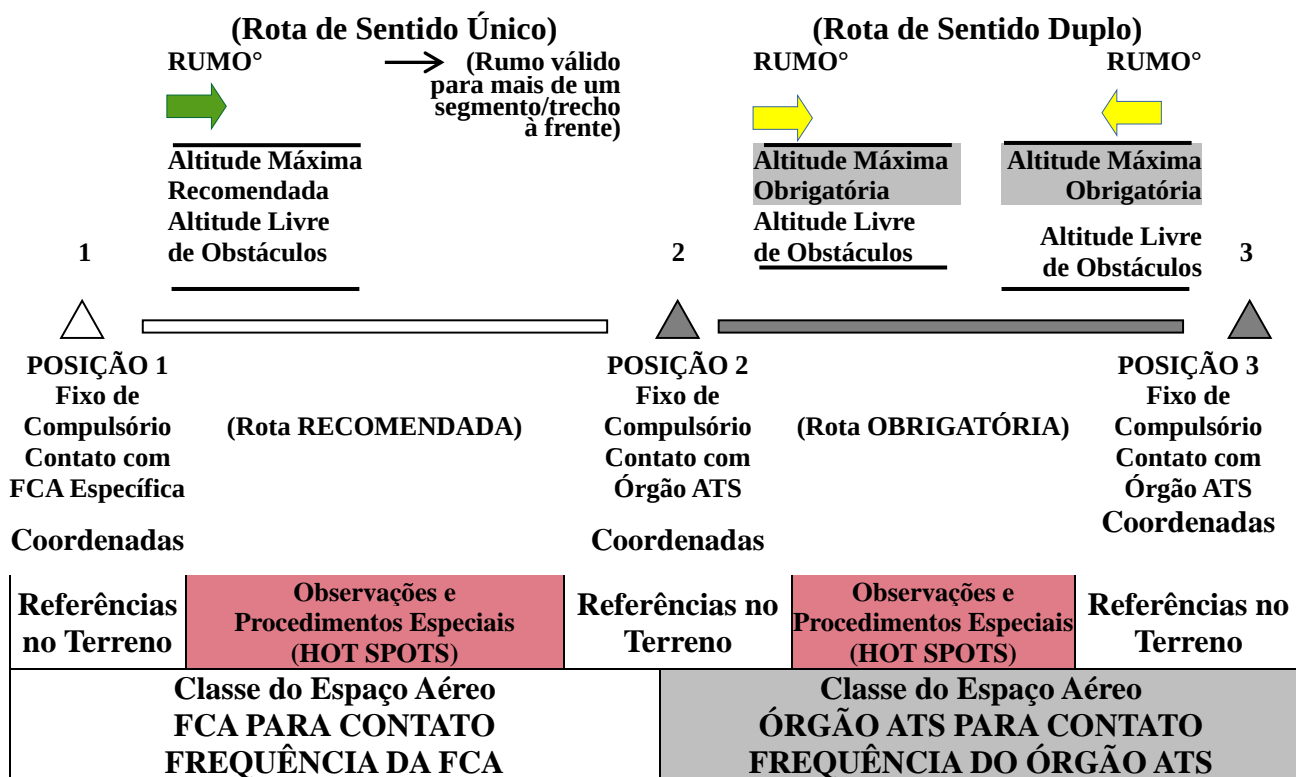 (Rota de Sentido Único)
(Rota de Sentido Duplo)
RUMO°
(Rumo válido
para mais de um
segmento/trecho
à frente)
RUMO°
RUMO°
Altitude Máxima
Recomendada
Altitude Livre
de Obstáculos
Altitude Máxima
Obrigatória
Altitude Livre
de Obstáculos
Altitude Máxima
Obrigatória
Altitude Livre
de Obstáculos
1
2
3
POSIÇÃO 1
Fixo de
Compulsório
Contato com
FCA Específica
Coordenadas
(Rota RECOMENDADA)
POSIÇÃO 2
Fixo de
Compulsório
Contato com
Órgão ATS
Coordenadas
(Rota OBRIGATÓRIA)
POSIÇÃO 3
Fixo de
Compulsório
Contato com
Órgão ATS
Coordenadas
Referências
no Terreno
Observações e
Procedimentos Especiais
(HOT SPOTS)
Referências no
Terreno
Observações e
Procedimentos Especiais
(HOT SPOTS)
Referências no
Terreno
Classe do Espaço Aéreo
FCA PARA CONTATO
FREQUÊNCIA DA FCA
Classe do Espaço Aéreo
ÓRGÃO ATS PARA CONTATO
FREQUÊNCIA DO ÓRGÃO ATS